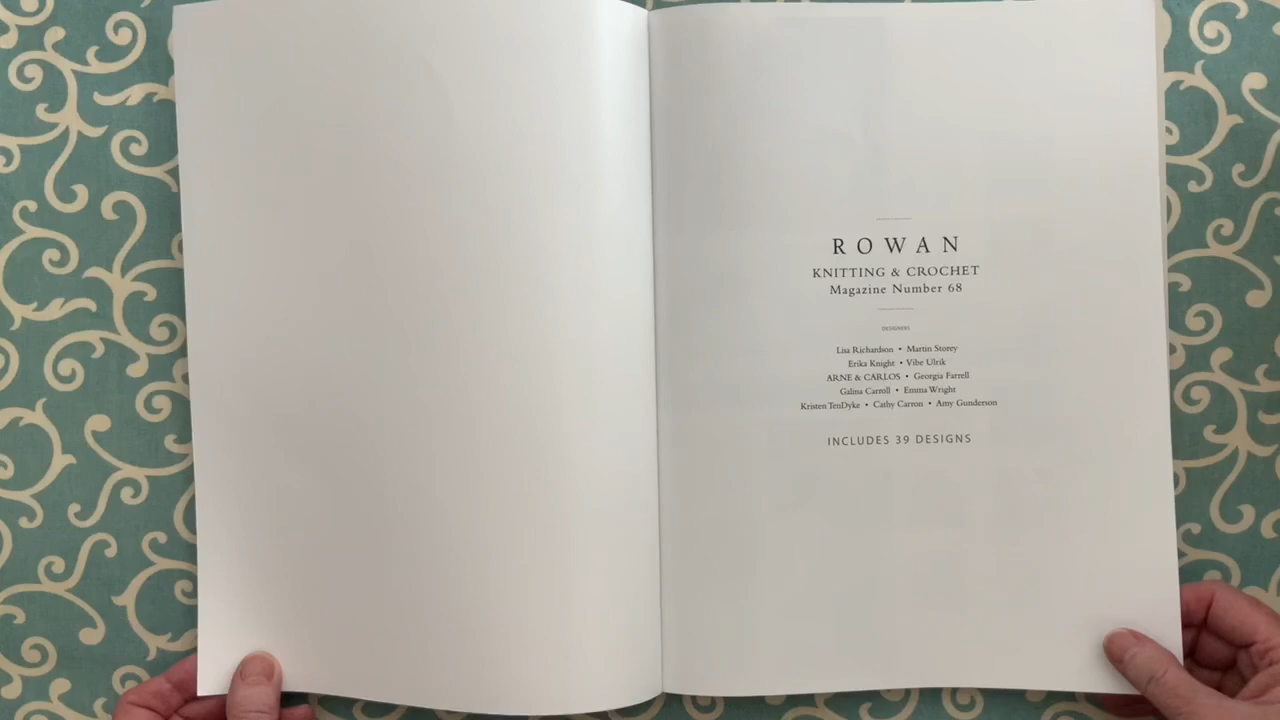 ROWAN
KNITTING & CROCHET
Magazine Number 68
DESIGNERS
Lisa Richardson • Martin Storey
Erika Knight • Vibe Ulrik
ARNE & CARLOS • Georgia Farrell
Galina Carroll • Emma Wright
Kristen TenDyke • Cathy Carron • Amy Gunderson
INCLUDES 39 DESIGNS